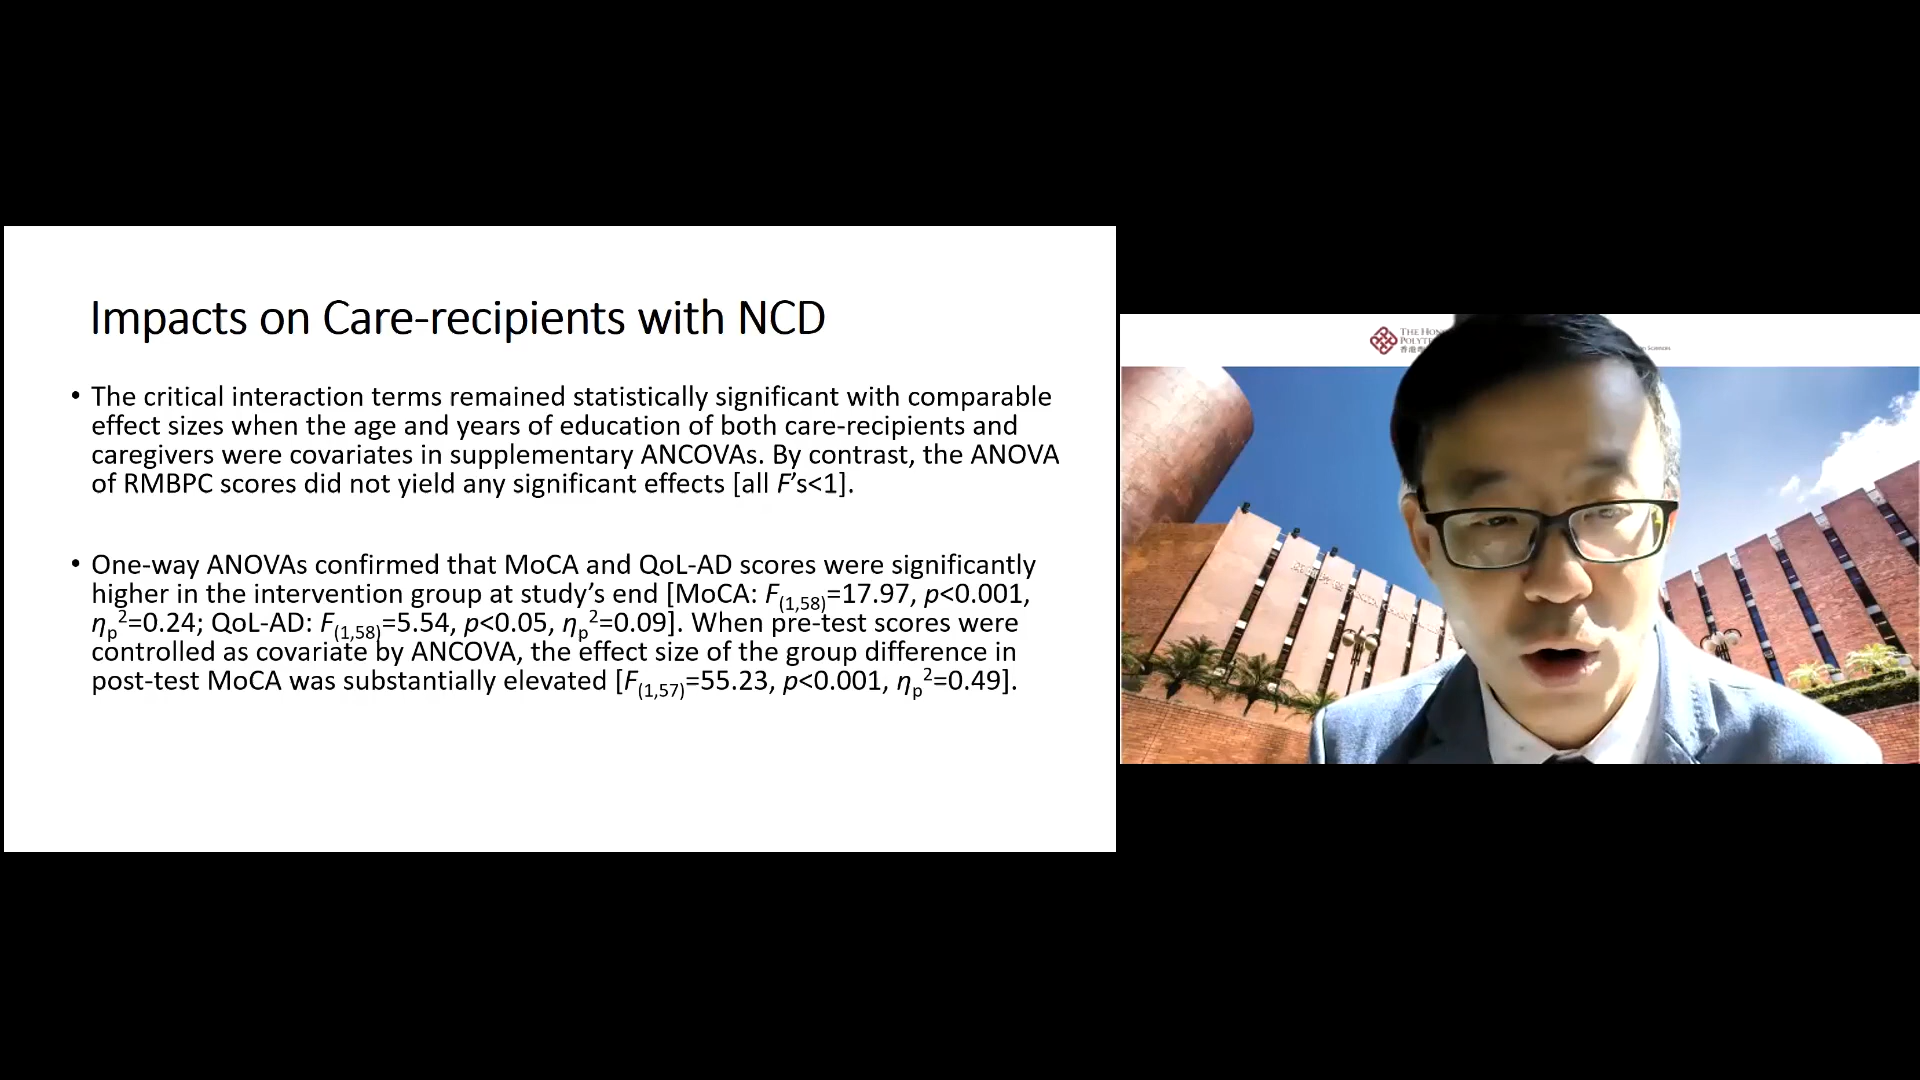 Impacts on Care-recipients with NCD
• The critical interaction terms remained statistically significant with comparable
effect sizes when the age and years of education of both care-recipients and
caregivers were covariates in supplementary ANCOVAs. By contrast, the ANOVA
of RMBPC scores did not yield any significant effects [all F's<1].
• One-way ANOVAs confirmed that MoCA and QoL-AD scores were significantly
higher in the intervention group at study’s end [MoCA: F(1,58)=17.97, p<0.001,
ηp²=0.24; QoL-AD: F(1,58)=5.54, p<0.05, ηp²=0.09]. When pre-test scores were
controlled as covariate by ANCOVA, the effect size of the group difference in
post-test MoCA was substantially elevated [F(1,57)=55.23, p<0.001, ηp²=0.49].
THE HON
POLYT
香港